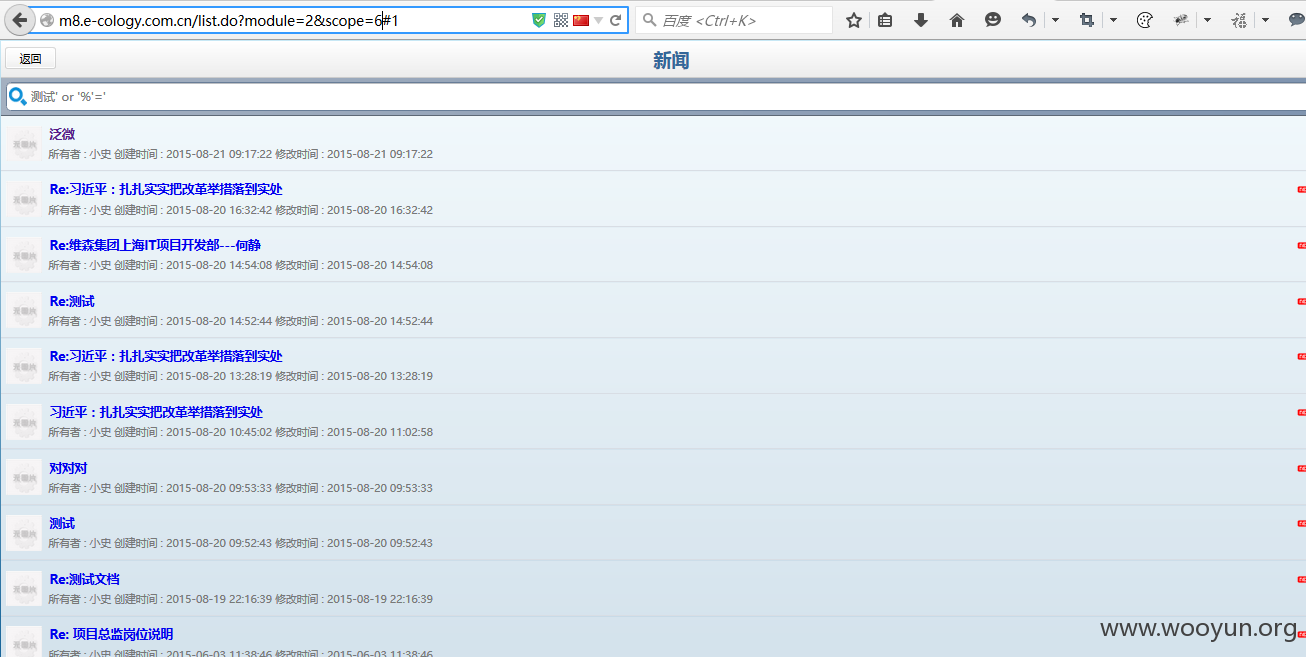 m8.e-cology.com.cn/list.do?module=2&scope=6#1
百度 <Ctrl+K>
返回
新闻
测试' or '%'='
泛微
所有者 : 小史 创建时间 : 2015-08-21 09:17:22 修改时间 : 2015-08-21 09:17:22
Re:习近平：扎扎实实把改革举措落到实处
所有者 : 小史 创建时间 : 2015-08-20 16:32:42 修改时间 : 2015-08-20 16:32:42
Re:维森集团上海IT项目开发部---何静
所有者 : 小史 创建时间 : 2015-08-20 14:54:08 修改时间 : 2015-08-20 14:54:08
Re:测试
所有者 : 小史 创建时间 : 2015-08-20 14:52:44 修改时间 : 2015-08-20 14:52:44
Re:习近平：扎扎实实把改革举措落到实处
所有者 : 小史 创建时间 : 2015-08-20 13:28:19 修改时间 : 2015-08-20 13:28:19
习近平：扎扎实实把改革举措落到实处
所有者 : 小史 创建时间 : 2015-08-20 10:45:02 修改时间 : 2015-08-20 11:02:58
对对对
所有者 : 小史 创建时间 : 2015-08-20 09:53:33 修改时间 : 2015-08-20 09:53:33
测试
所有者 : 小史 创建时间 : 2015-08-20 09:52:43 修改时间 : 2015-08-20 09:52:43
Re:测试文档
所有者 : 小史 创建时间 : 2015-08-19 22:16:39 修改时间 : 2015-08-19 22:16:39
Re: 项目总监岗位说明
所有者 : 小史 创建时间 : 2015-06-03 11:38:46 修改时间 : 2015-06-03 11:38:46
www.wooyun.org